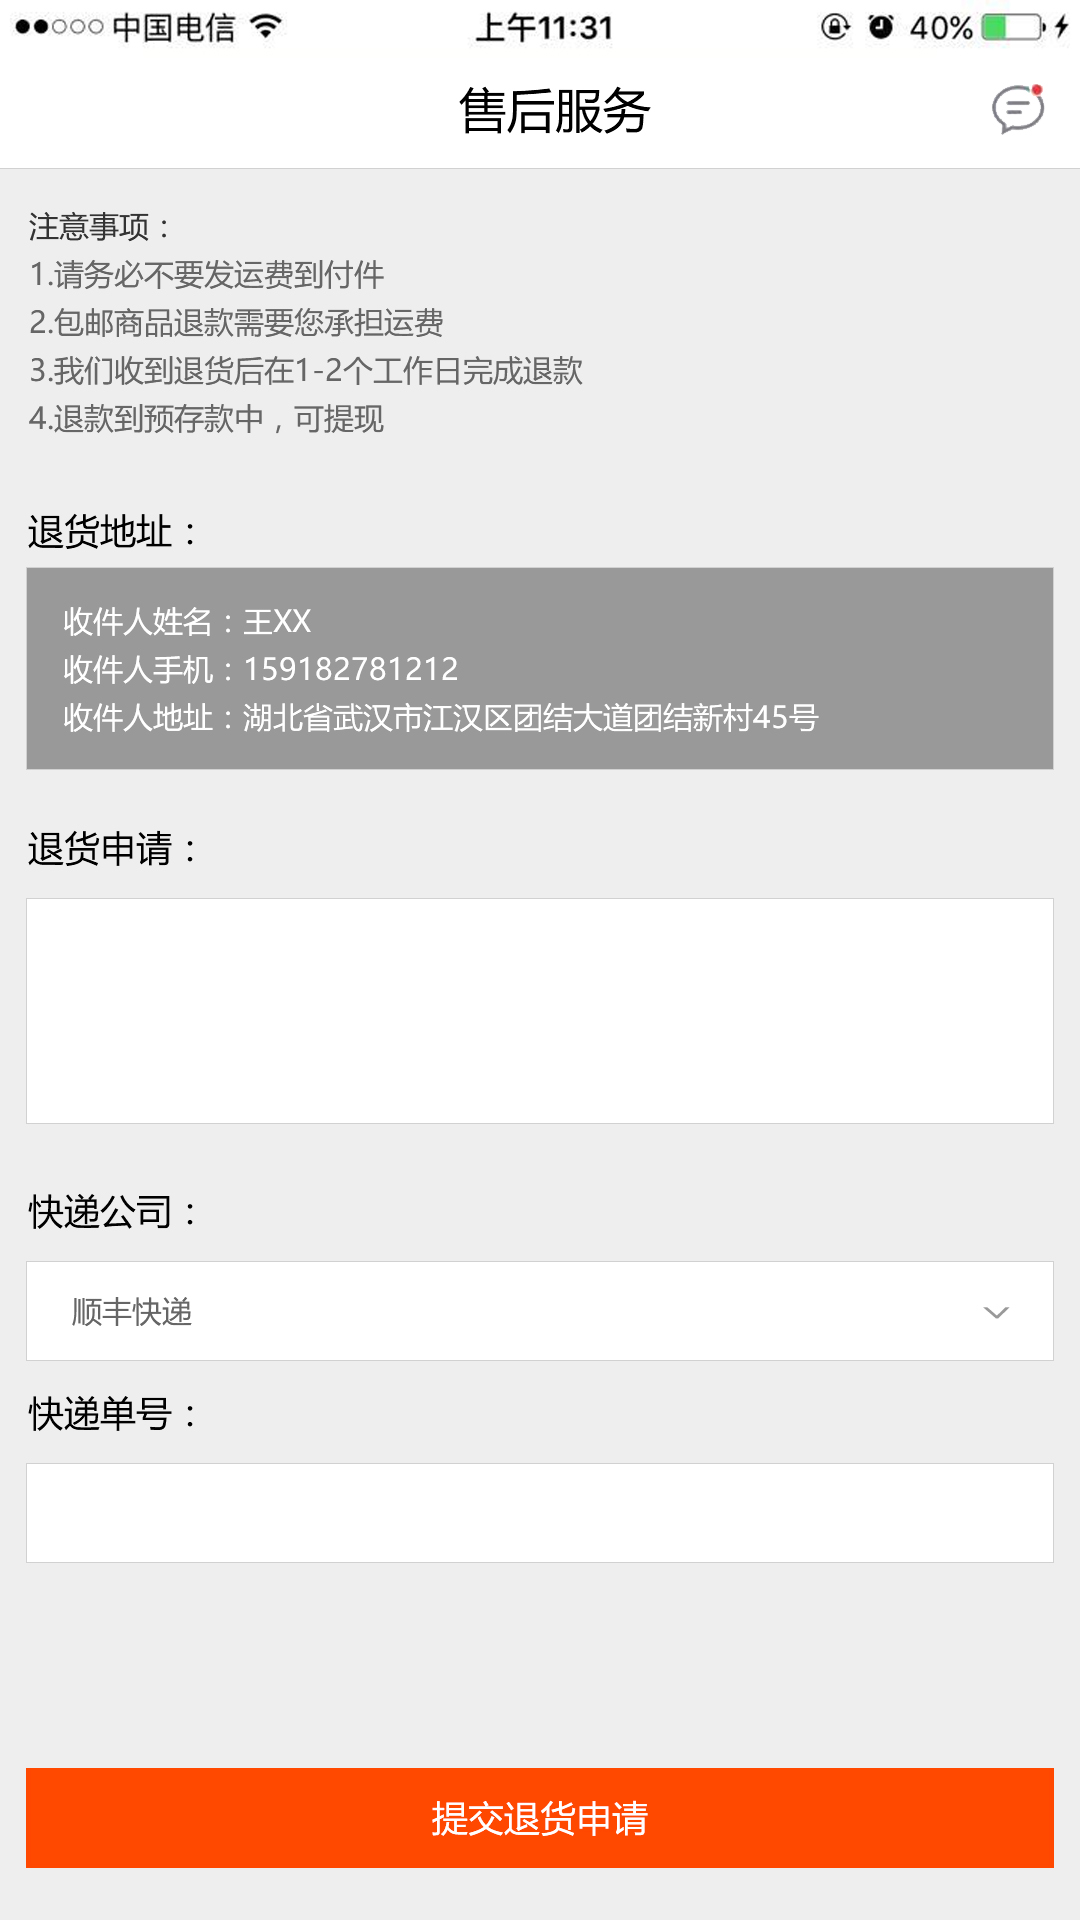 中国电信
上午11:31
40%
售后服务
注意事项：
1.请务必不要发运费到付件
2.包邮商品退款需要您承担运费
3.我们收到退货后在1-2个工作日完成退款
4.退款到预存款中，可提现
退货地址：
收件人姓名：王XX
收件人手机：159182781212
收件人地址：湖北省武汉市江汉区团结大道团结新村45号
退货申请：
快递公司：
顺丰快递
快递单号：
提交退货申请